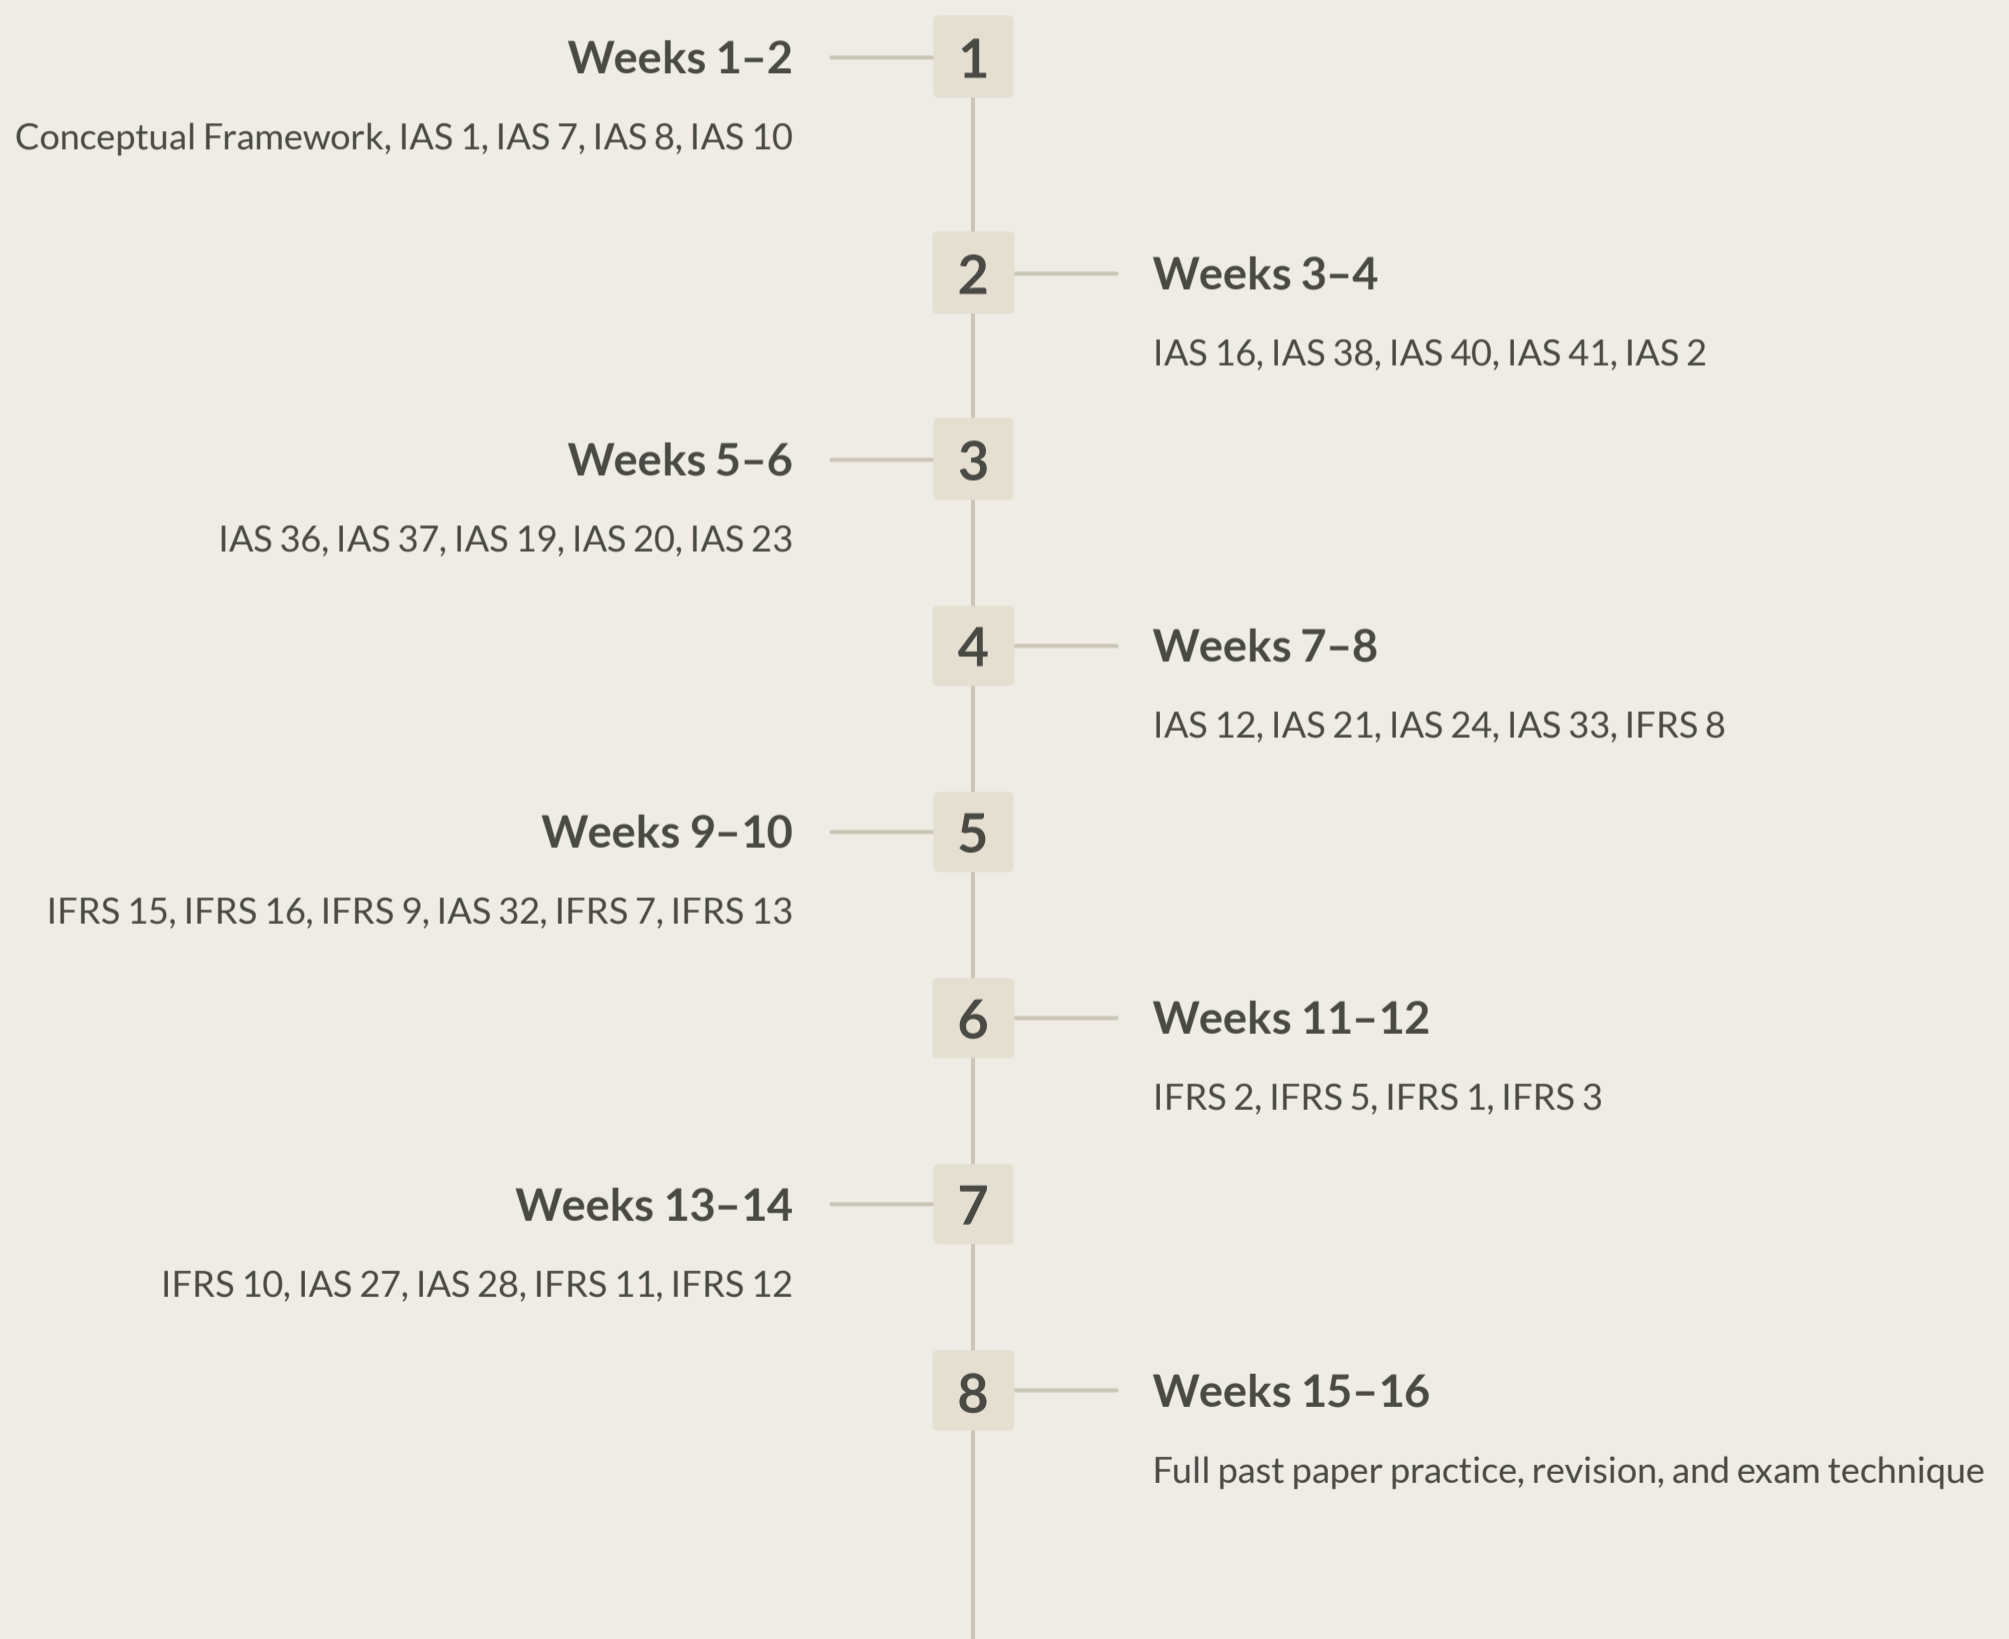 1
Weeks 1–2
Conceptual Framework, IAS 1, IAS 7, IAS 8, IAS 10
2
Weeks 3–4
IAS 16, IAS 38, IAS 40, IAS 41, IAS 2
3
Weeks 5–6
IAS 36, IAS 37, IAS 19, IAS 20, IAS 23
4
Weeks 7–8
IAS 12, IAS 21, IAS 24, IAS 33, IFRS 8
5
Weeks 9–10
IFRS 15, IFRS 16, IFRS 9, IAS 32, IFRS 7, IFRS 13
6
Weeks 11–12
IFRS 2, IFRS 5, IFRS 1, IFRS 3
7
Weeks 13–14
IFRS 10, IAS 27, IAS 28, IFRS 11, IFRS 12
8
Weeks 15–16
Full past paper practice, revision, and exam technique